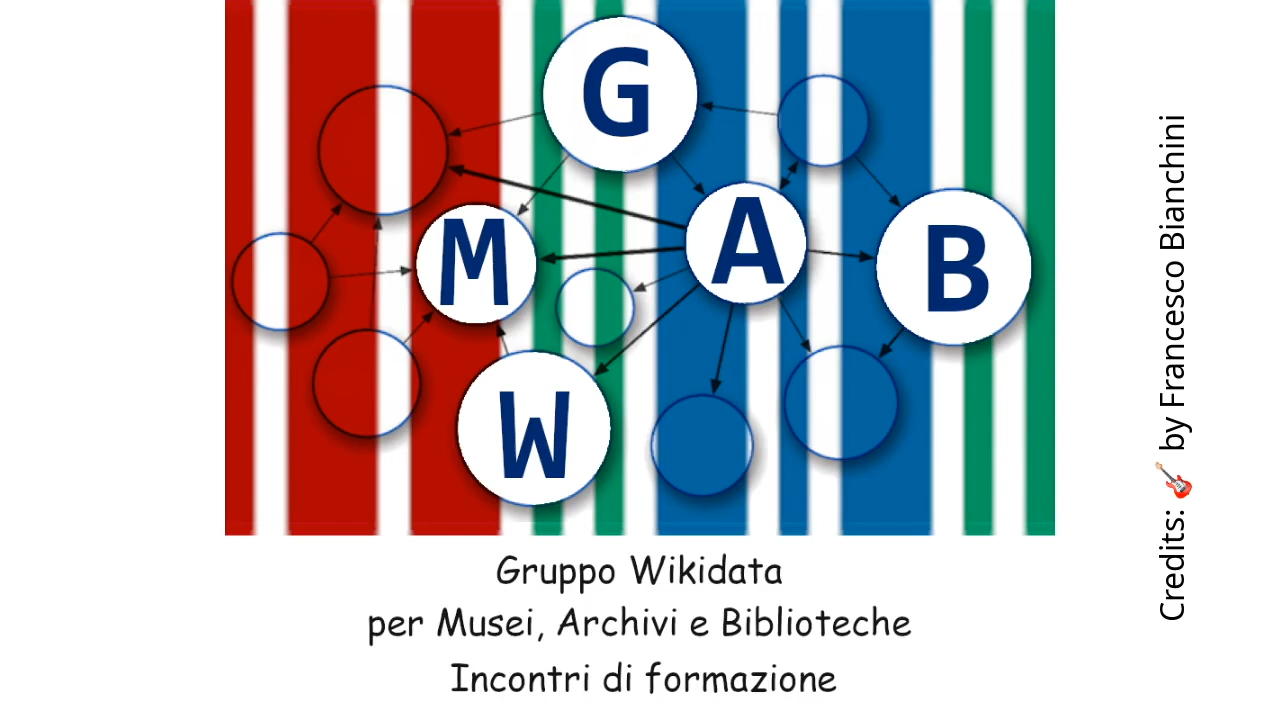 G
M
A
B
W
Gruppo Wikidata
per Musei, Archivi e Biblioteche
Incontri di formazione
Credits: 🎸 by Francesco Bianchini